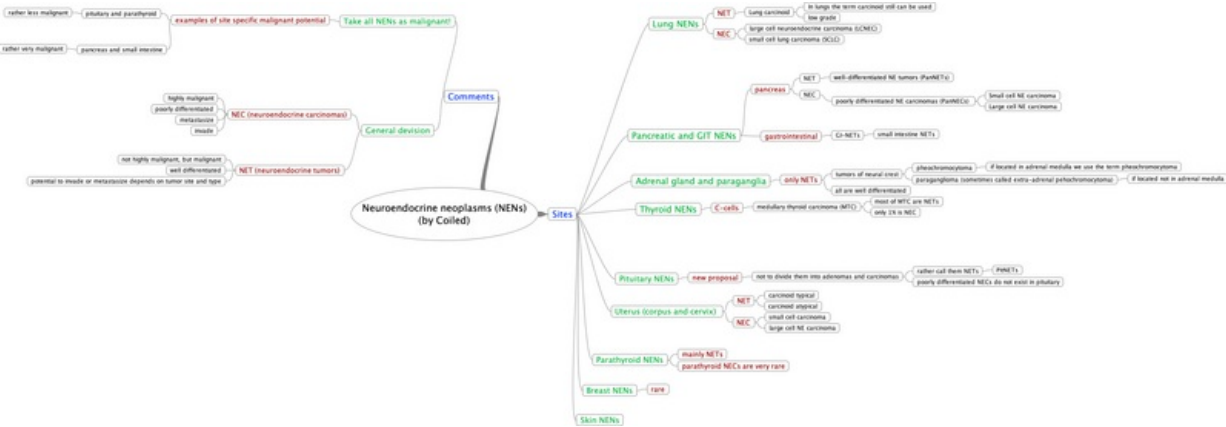 rather less malignant
pituitary and parathyroid
examples of site specific malignant potential
Take all NENs as malignant!
rather very malignant
pancreas and small intestine
Comments
highly malignant
poorly differentiated
metastasize
invade
NEC (neuroendocrine carcinomas)
General devision
not highly malignant, but malignant
well differentiated
potential to invade or metastasize depends on tumor site and type
NET (neuroendocrine tumors)
Neuroendocrine neoplasms (NENs)
(by Coiled)
Sites
Lung NENs
NET
Lung carcinoid
in lungs the term carcinoid still can be used
low grade
NEC
large cell neuroendocrine carcinoma (LCNEC)
small cell lung carcinoma (SCLC)
Pancreatic and GIT NENs
pancreas
NET
well-differentiated NE tumors (PanNETs)
NEC
poorly differentiated NE carcinomas (PanNECs)
Small cell NE carcinoma
Large cell NE carcinoma
gastrointestinal
GI-NETs
small intestine NETs
Adrenal gland and paraganglia
only NETs
tumors of neural crest
pheochromocytoma
if located in adrenal medulla we use the term pheochromocytoma
paraganglioma (sometimes called extra-adrenal pehochromocytoma)
if located not in adrenal medulla
all are well differentiated
Thyroid NENs
C-cells
medullary thyroid carcinoma (MTC)
most of MTC are NETs
only 1% is NEC
Pituitary NENs
new proposal
not to divide them into adenomas and carcinomas
rather call them NETs
PitNETs
poorly differentiated NECs do not exist in pituitary
Uterus (corpus and cervix)
NET
carcinoid typical
carcinoid atypical
NEC
small cell carcinoma
large cell NE carcinoma
Parathyroid NENs
mainly NETs
parathyroid NECs are very rare
Breast NENs
rare
Skin NENs